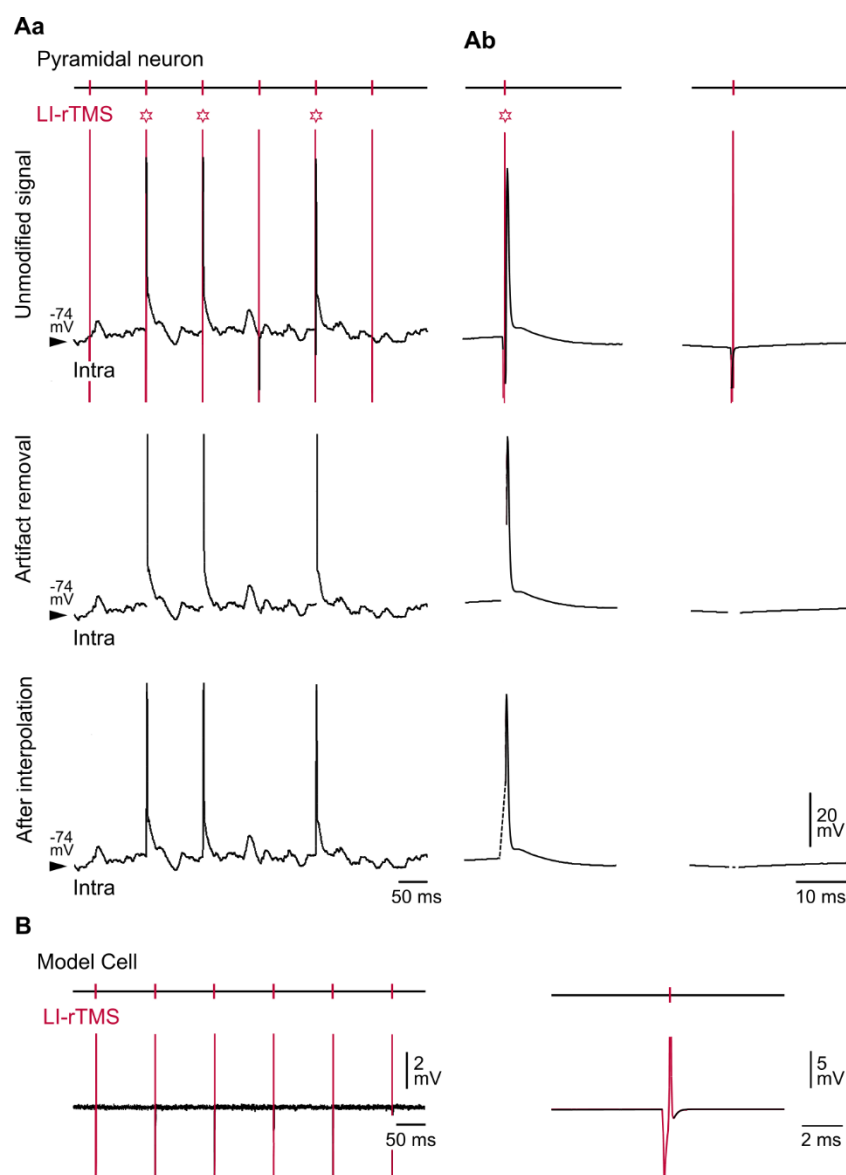 Aa
Ab
Pyramidal neuron
LI-rTMS
Unmodified signal
-74
mV
Intra
Artifact removal
-74
mV
Intra
After interpolation
-74
mV
Intra
50 ms
20
mV
10 ms
B
Model Cell
LI-rTMS
2
mV
50 ms
5
mV
2 ms